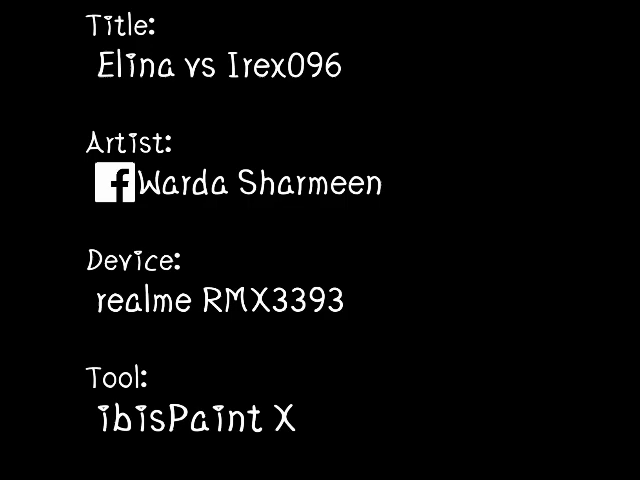 Title:
Elina vs Irex096
Artist:
Warda Sharmeen
Device:
realme RMX3393
Tool:
ibisPaint X